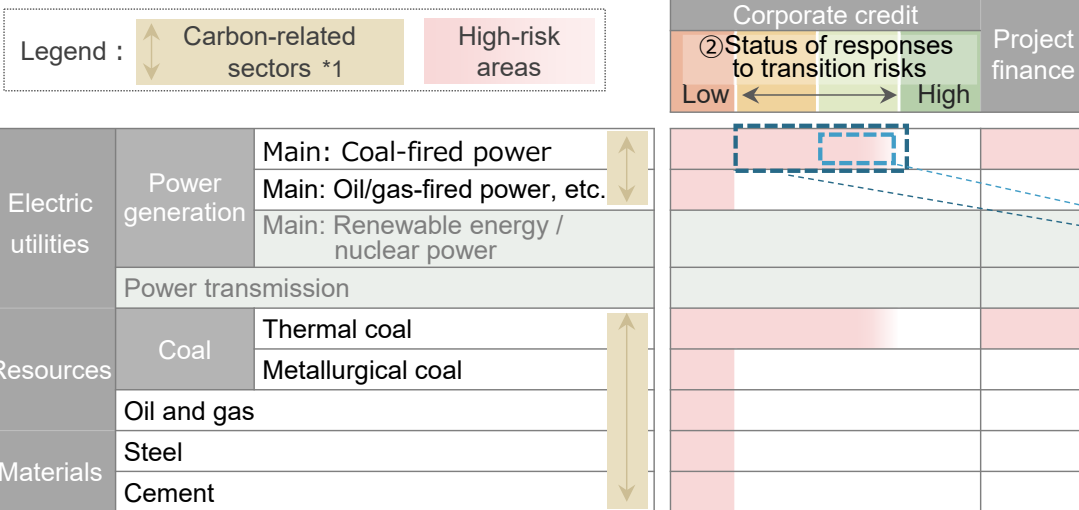 Legend :
Carbon-related
sectors *1
High-risk
areas
Corporate credit
②Status of responses
to transition risks
Low
High
Project
finance
Electric
utilities
Power
generation
Main: Coal-fired power
Main: Oil/gas-fired power, etc.
Main: Renewable energy /
nuclear power
Power transmission
Resources
Coal
Thermal coal
Metallurgical coal
Oil and gas
Materials
Steel
Cement